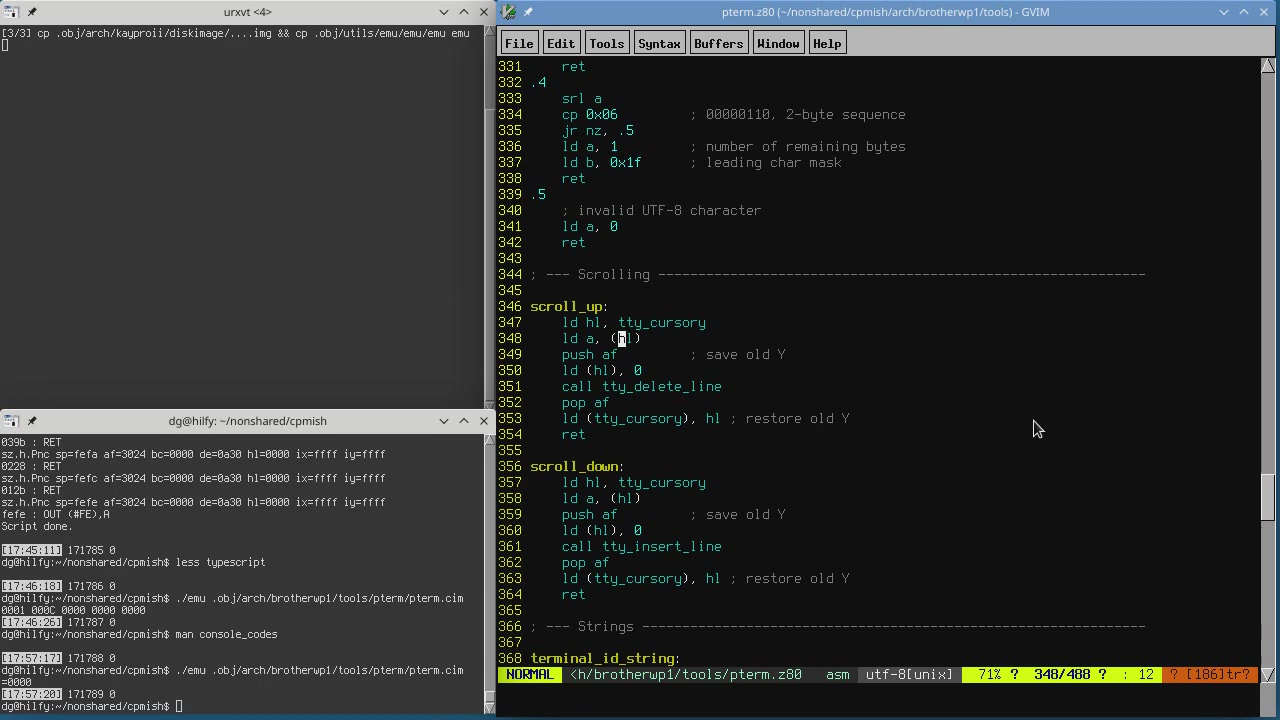 urxvt <4>
[3/3] cp .obj/arch/kayproii/diskimage/....img && cp .obj/utils/emu/emu/emu emu
dg@hilfy: ~/nonshared/cpmish
039b : RET
sz.h.Pnc sp=fefa af=3024 bc=0000 de=0a30 hl=0000 ix=ffff iy=ffff
0228 : RET
sz.h.Pnc sp=fefc af=3024 bc=0000 de=0a30 hl=0000 ix=ffff iy=ffff
012b : RET
sz.h.Pnc sp=fefe af=3024 bc=0000 de=0a30 hl=0000 ix=ffff iy=ffff
fefe : OUT (#FE),A
Script done.
[17:45:11] 171785 0
dg@hilfy:~/nonshared/cpmish$ less typescript
[17:46:18] 171786 0
dg@hilfy:~/nonshared/cpmish$ ./emu .obj/arch/brotherwp1/tools/pterm/pterm.cim
0001 000C 0000 0000 0000
[17:46:26] 171787 0
dg@hilfy:~/nonshared/cpmish$ man console_codes
[17:57:17] 171788 0
dg@hilfy:~/nonshared/cpmish$ ./emu .obj/arch/brotherwp1/tools/pterm/pterm.cim
=0000
[17:57:20] 171789 0
dg@hilfy:~/nonshared/cpmish$
pterm.z80 (~/nonshared/cpmish/arch/brotherwp1/tools) - GVIM
File Edit Tools Syntax Buffers Window Help
331 ret
332 .4
333 srl a
334 cp 0x06 ; 00000110, 2-byte sequence
335 jr nz, .5
336 ld a, 1 ; number of remaining bytes
337 ld b, 0x1f ; leading char mask
338 ret
339 .5
340 ; invalid UTF-8 character
341 ld a, 0
342 ret
343
344 ; --- Scrolling ------------------------------------------------------------
345
346 scroll_up:
347 ld hl, tty_cursory
348 ld a, (hl)
349 push af ; save old Y
350 ld (hl), 0
351 call tty_delete_line
352 pop af
353 ld (tty_cursory), hl ; restore old Y
354 ret
355
356 scroll_down:
357 ld hl, tty_cursory
358 ld a, (hl)
359 push af ; save old Y
360 ld (hl), 0
361 call tty_insert_line
362 pop af
363 ld (tty_cursory), hl ; restore old Y
364 ret
365
366 ; --- Strings --------------------------------------------------------------
367
368 terminal_id_string:
NORMAL <h/brotherwp1/tools/pterm.z80 asm utf-8[unix] 71% ? 348/488 ? : 12 ? [186]tr?